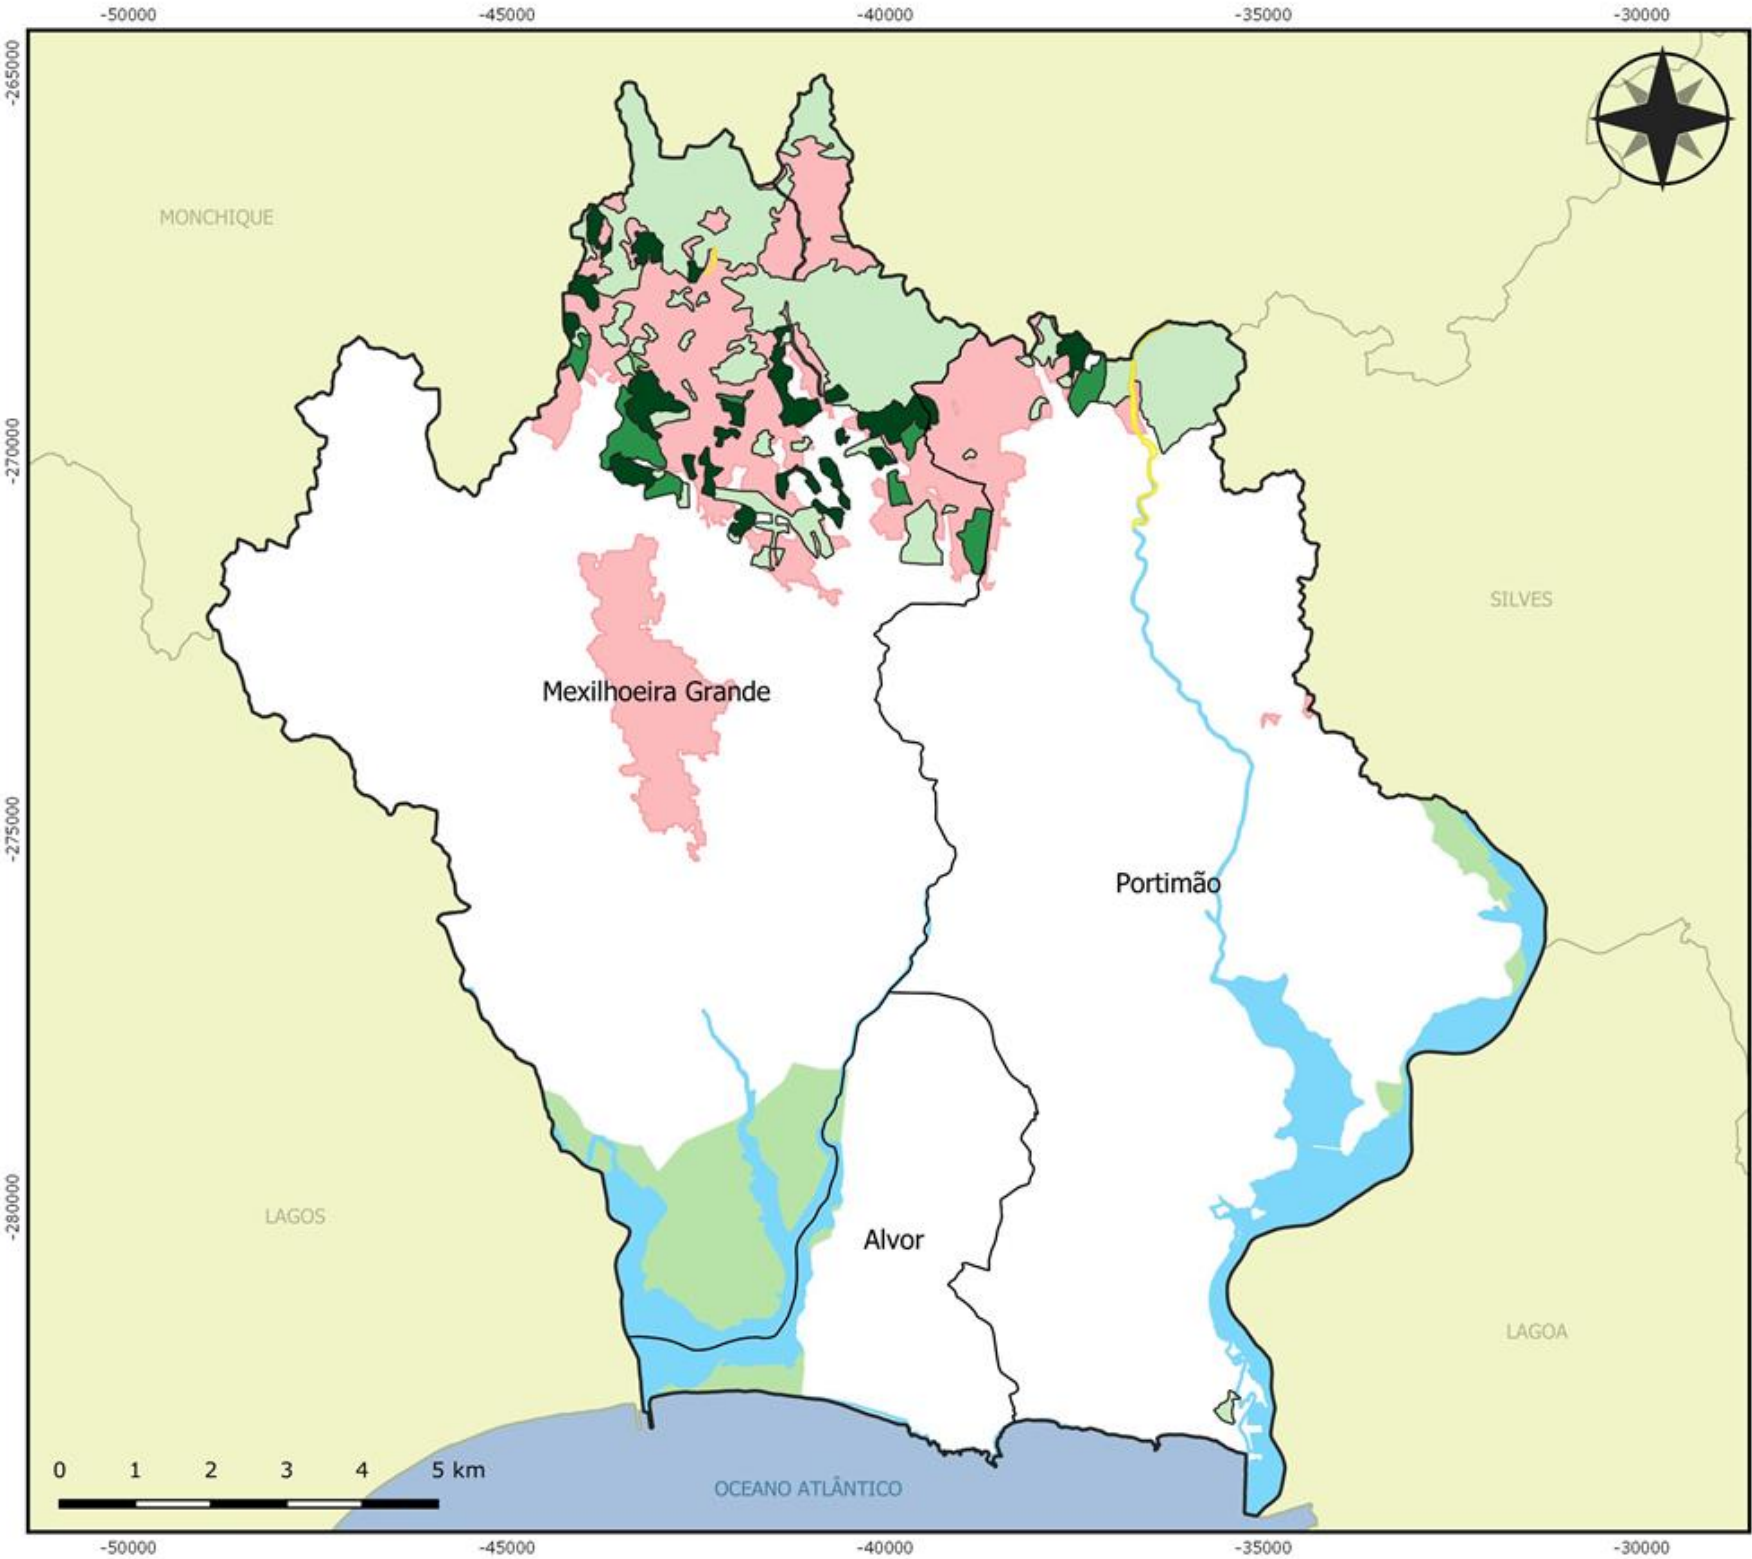 -50000 -45000 -40000 -35000 -30000
-265000
MONCHIQUE
-270000
SILVES
Mexilhoeira Grande
-275000
Portimão
-280000
LAGOS
Alvor
LAGOA
0 1 2 3 4 5 km
OCEANO ATLÂNTICO
-50000 -45000 -40000 -35000 -30000